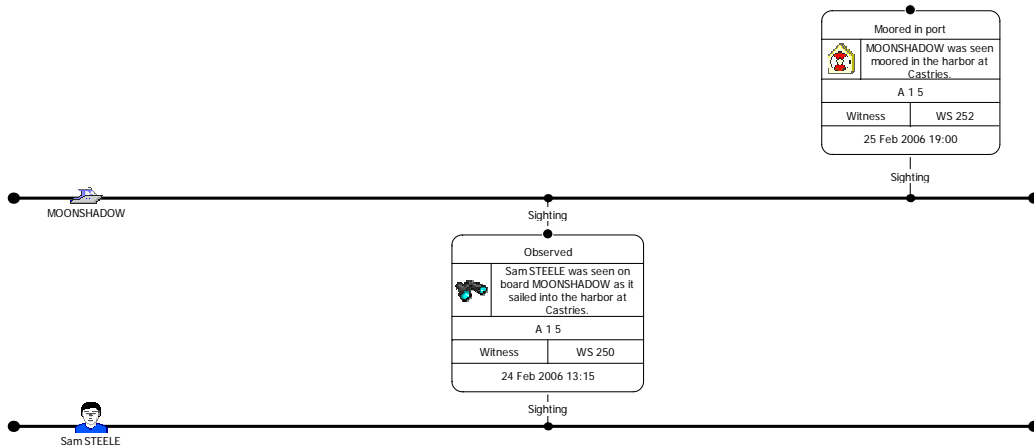 Moored in port
MOONSHADOW was seen
moored in the harbor at
Castries.
A 1 5
Witness
WS 252
25 Feb 2006 19:00
Sighting
MOONSHADOW
Sighting
Observed
Sam STEELE was seen on
board MOONSHADOW as it
sailed into the harbor at
Castries.
A 1 5
Witness
WS 250
24 Feb 2006 13:15
Sighting
Sam STEELE